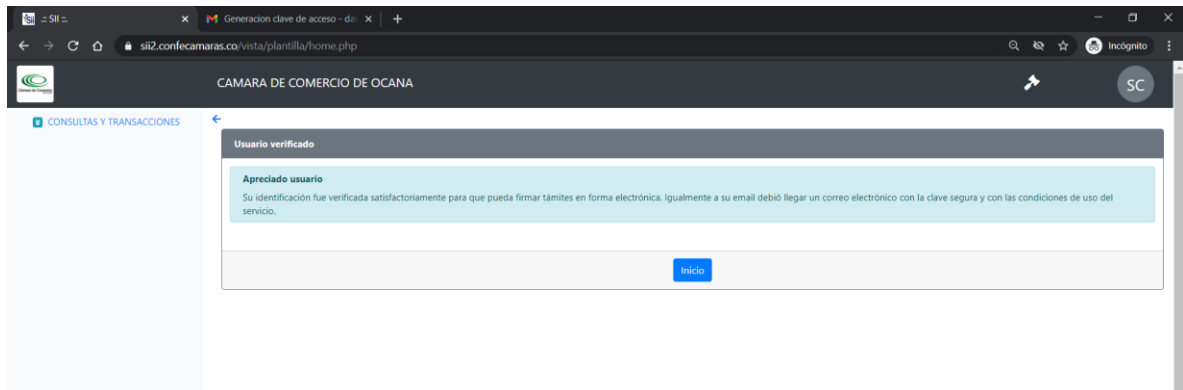 Sii .:: SII ::.
Generacion clave de acceso - da
sii2.confecamaras.co/vista/plantilla/home.php
Incógnito
CAMARA DE COMERCIO DE OCANA
SC
CONSULTAS Y TRANSACCIONES
Usuario verificado
Apreciado usuario
Su identificación fue verificada satisfactoriamente para que pueda firmar támites en forma electrónica. Igualmente a su email debió llegar un correo electrónico con la clave segura y con las condiciones de uso del
servicio.
Inicio